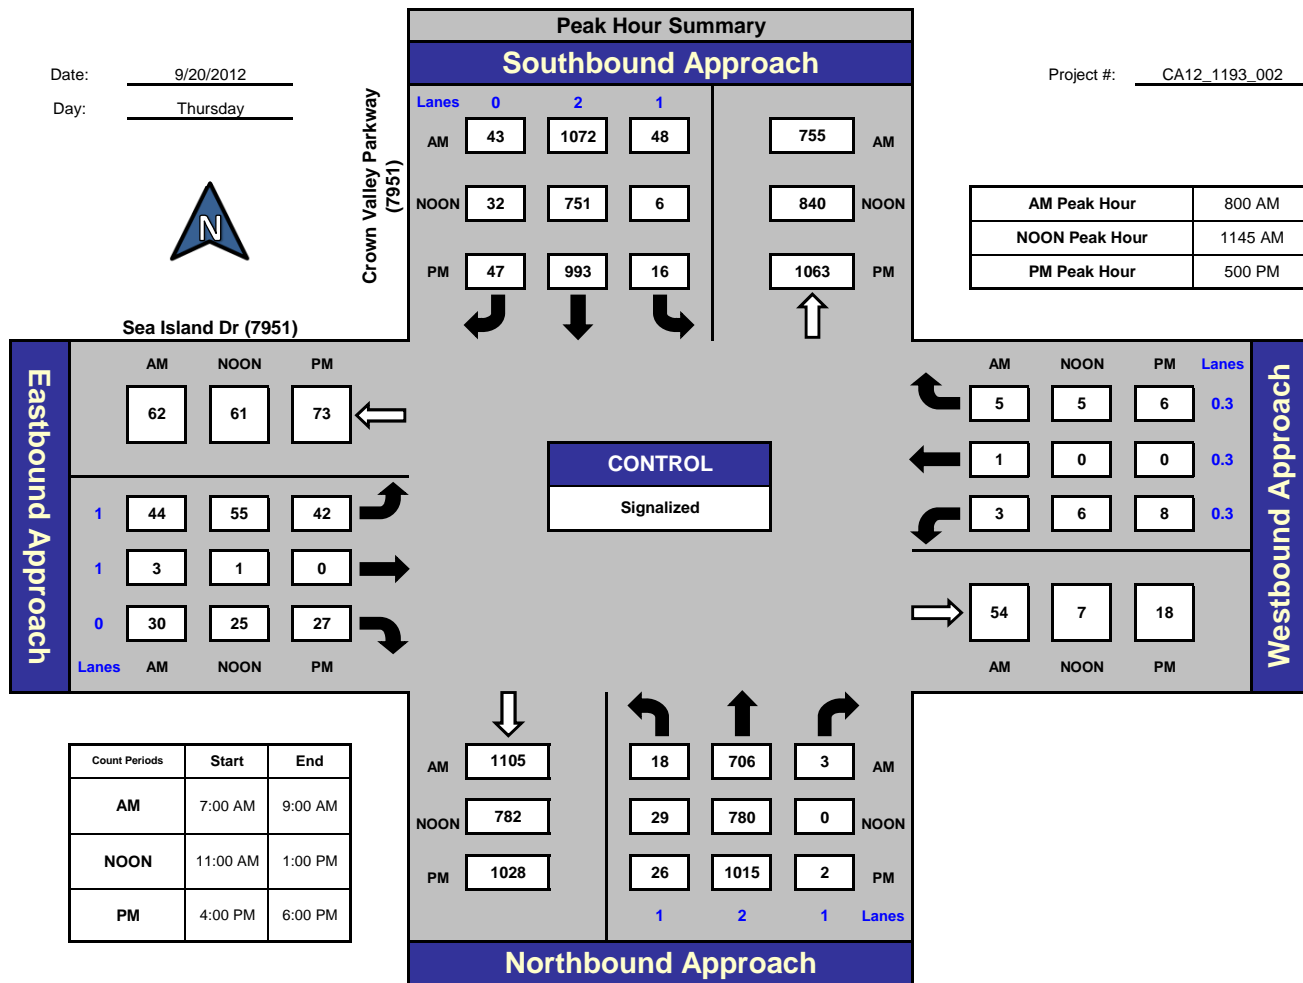 Peak Hour Summary
Southbound Approach
Date: 9/20/2012
Day: Thursday
Project #: CA12_1193_002
Crown Valley Parkway
(7951)
N
Lanes 0 2 1
AM 43 1072 48 755 AM
NOON 32 751 6 840 NOON
PM 47 993 16 1063 PM
AM Peak Hour 800 AM
NOON Peak Hour 1145 AM
PM Peak Hour 500 PM
Sea Island Dr (7951)
Eastbound Approach
AM NOON PM
62 61 73
1 44 55 42
1 3 1 0
0 30 25 27
Lanes AM NOON PM
CONTROL
Signalized
AM NOON PM Lanes
5 5 6 0.3
1 0 0 0.3
3 6 8 0.3
54 7 18
AM NOON PM
Westbound Approach
Count Periods Start End
AM 7:00 AM 9:00 AM
NOON 11:00 AM 1:00 PM
PM 4:00 PM 6:00 PM
AM 1105 18 706 3 AM
NOON 782 29 780 0 NOON
PM 1028 26 1015 2 PM
1 2 1 Lanes
Northbound Approach